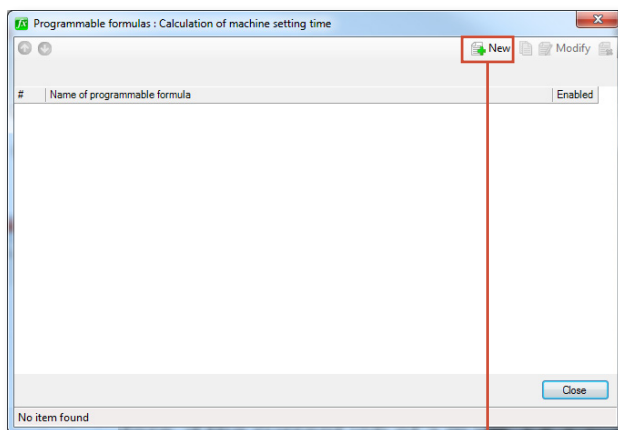 Programmable formulas : Calculation of machine setting time
New Modify
# Name of programmable formula Enabled
Close
No item found